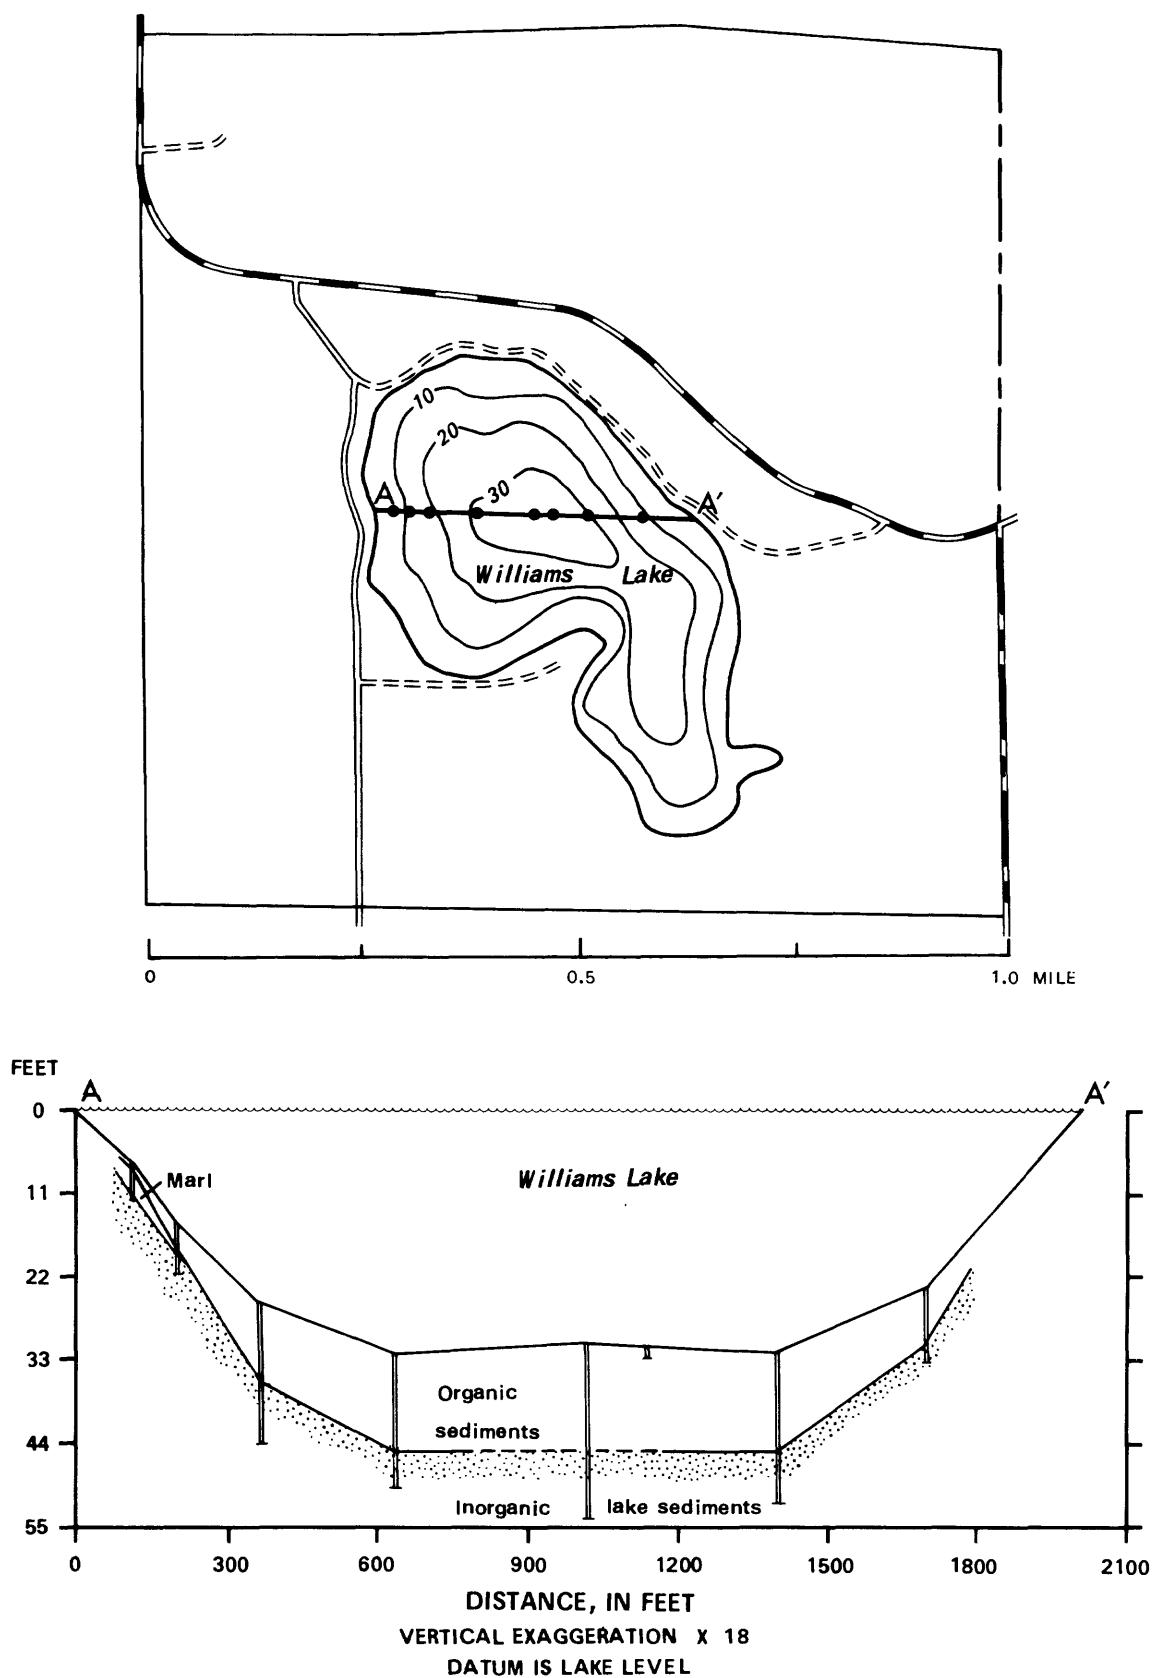 10
20
30
A
A′
Williams Lake
0 0.5 1.0 MILE
FEET
A A′
0
Marl
Williams Lake
11
22
33
Organic
sediments
44
Inorganic lake sediments
55
0 300 600 900 1200 1500 1800 2100
DISTANCE, IN FEET
VERTICAL EXAGGERATION X 18
DATUM IS LAKE LEVEL